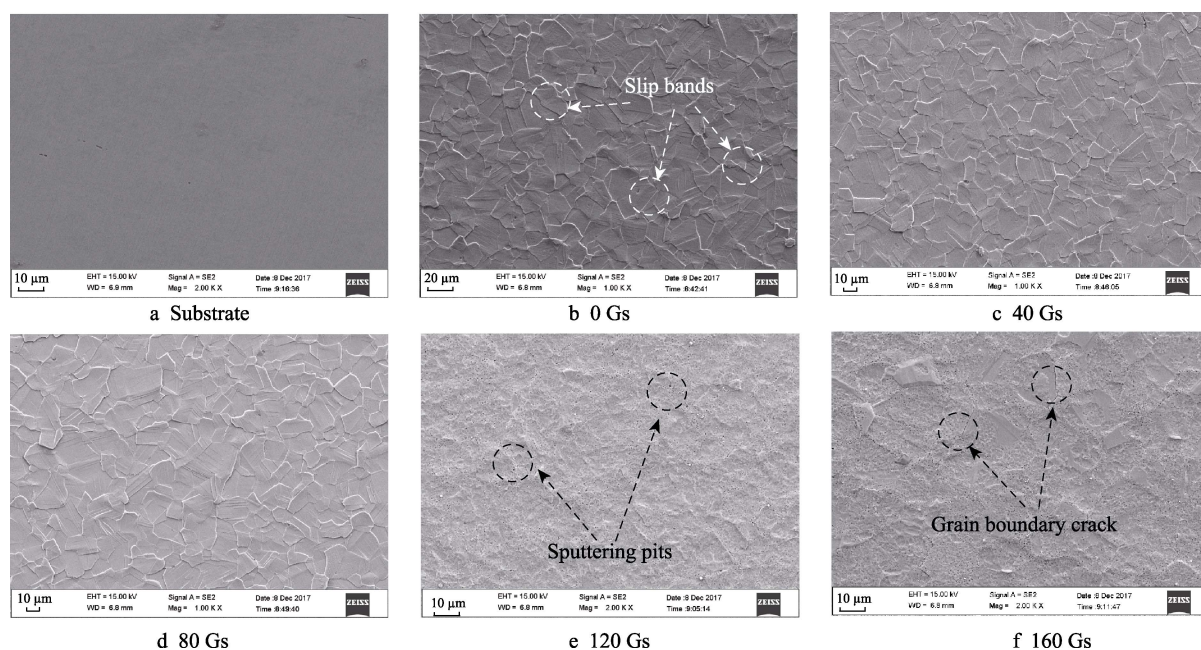 Slip bands
10 μm
EHT = 15.00 kV Signal A = SE2 Date :8 Dec 2017
WD = 6.8 mm Mag = 2.00 K X Time :9:16:36
ZEISS
20 μm
EHT = 15.00 kV Signal A = SE2 Date :8 Dec 2017
WD = 6.8 mm Mag = 1.00 K X Time :8:42:41
ZEISS
10 μm
EHT = 15.00 kV Signal A = SE2 Date :8 Dec 2017
WD = 6.8 mm Mag = 1.00 K X Time :8:46:05
ZEISS
a Substrate
b 0 Gs
c 40 Gs
Sputtering pits
Grain boundary crack
10 μm
EHT = 15.00 kV Signal A = SE2 Date :8 Dec 2017
WD = 6.8 mm Mag = 1.00 K X Time :8:49:40
ZEISS
10 μm
EHT = 15.00 kV Signal A = SE2 Date :8 Dec 2017
WD = 6.8 mm Mag = 2.00 K X Time :9:05:14
ZEISS
10 μm
EHT = 15.00 kV Signal A = SE2 Date :8 Dec 2017
WD = 6.8 mm Mag = 2.00 K X Time :9:11:47
ZEISS
d 80 Gs
e 120 Gs
f 160 Gs